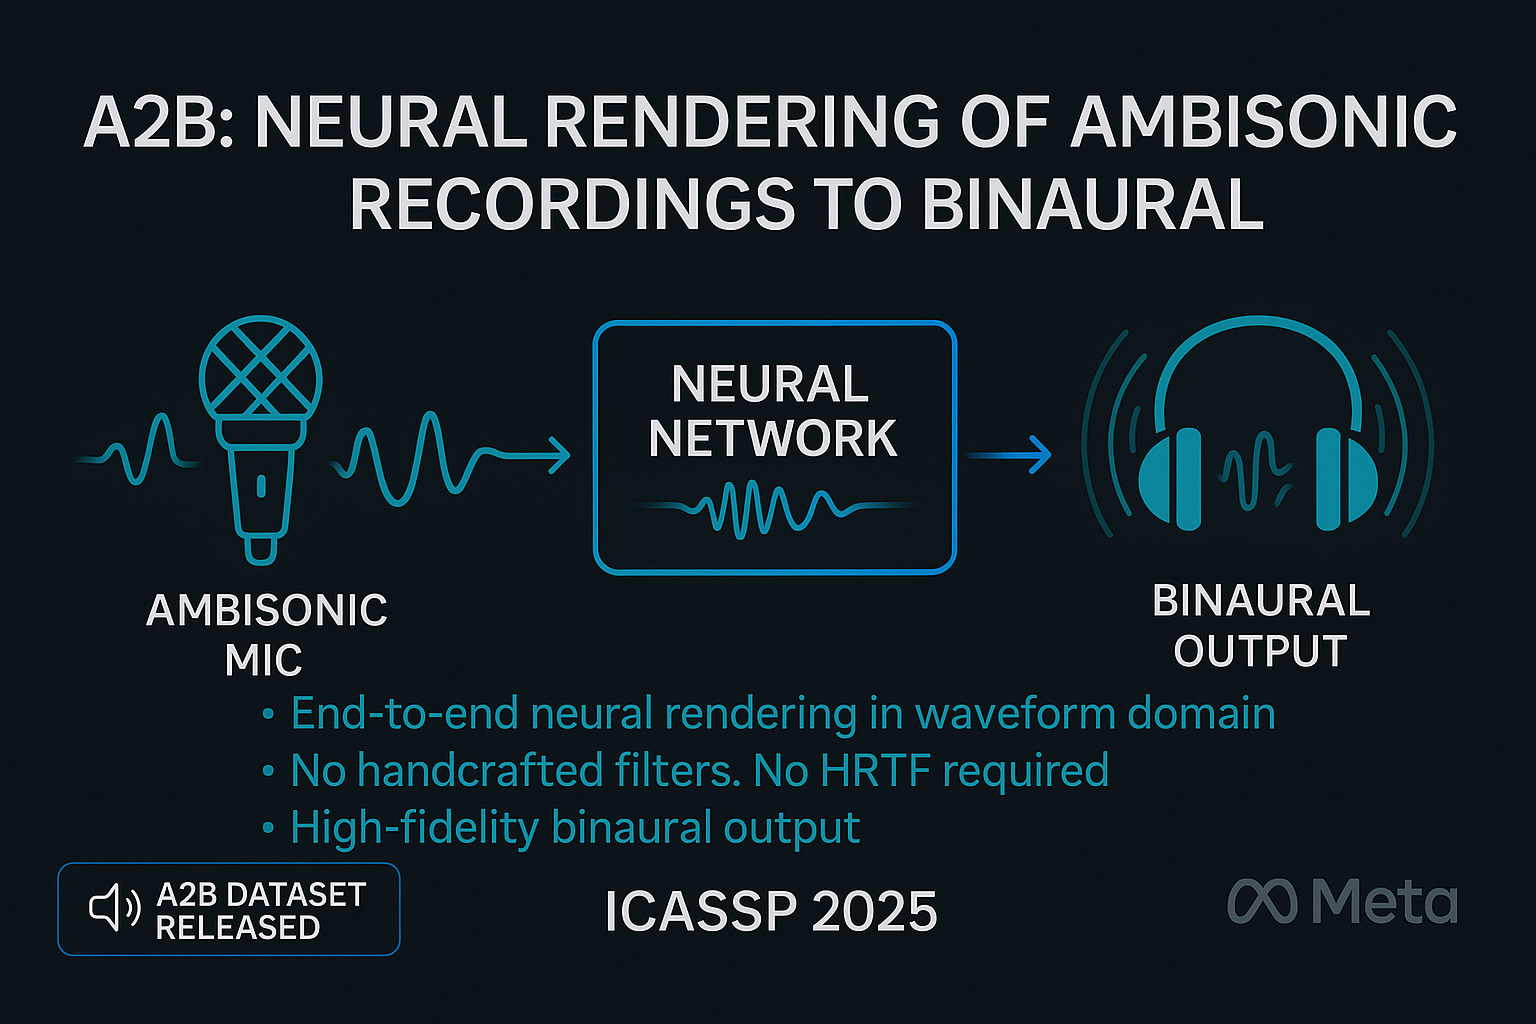 A2B: NEURAL RENDERING OF AMBISONIC
RECORDINGS TO BINAURAL
NEURAL
NETWORK
AMBISONIC
MIC
BINAURAL
OUTPUT
• End-to-end neural rendering in waveform domain
• No handcrafted filters. No HRTF required
• High-fidelity binaural output
A2B DATASET
RELEASED
ICASSP 2025
Meta